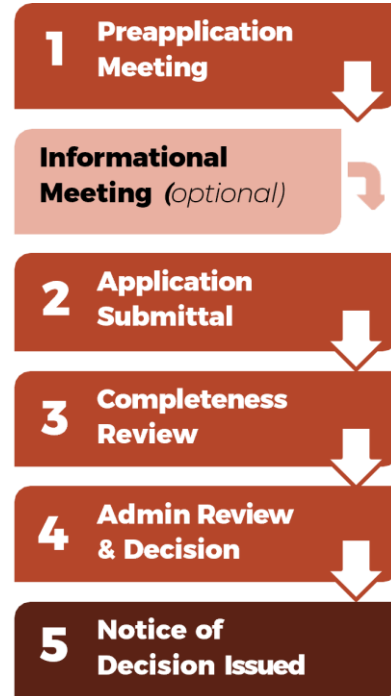 1 Preapplication
Meeting
Informational
Meeting (optional)
2 Application
Submittal
3 Completeness
Review
4 Admin Review
& Decision
5 Notice of
Decision Issued